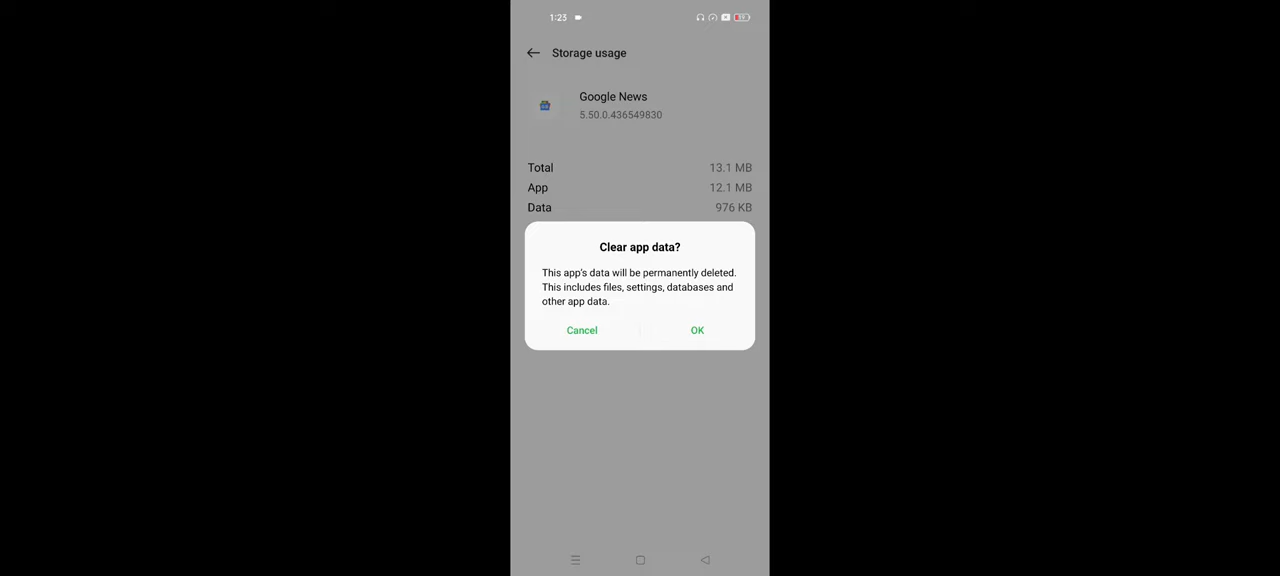 1:23
Storage usage
Google News
5.50.0.436549830
Total 13.1 MB
App 12.1 MB
Data 976 KB
Clear app data?
This app's data will be permanently deleted.
This includes files, settings, databases and
other app data.
Cancel OK